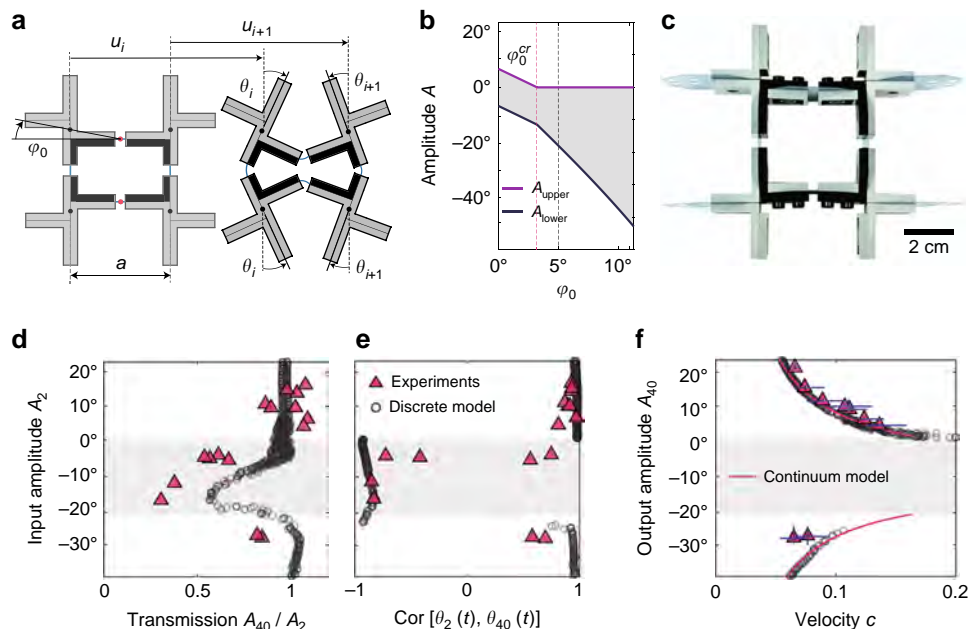 a
u_i
u_{i+1}
θ_i
θ_{i+1}
φ_0
a
θ_i
θ_{i+1}
b
Amplitude A
20°
0°
−20°
−40°
φ_0^{cr}
A_upper
A_lower
0° 5° 10°
φ_0
c
2 cm
d
Input amplitude A_2
20°
10°
0°
−10°
−20°
−30°
0 0.5 1
Transmission A_40 / A_2
e
Experiments
Discrete model
−1 0 1
Cor [θ_2 (t), θ_40 (t)]
f
Output amplitude A_40
20°
10°
0°
−10°
−20°
−30°
Continuum model
0 0.1 0.2
Velocity c